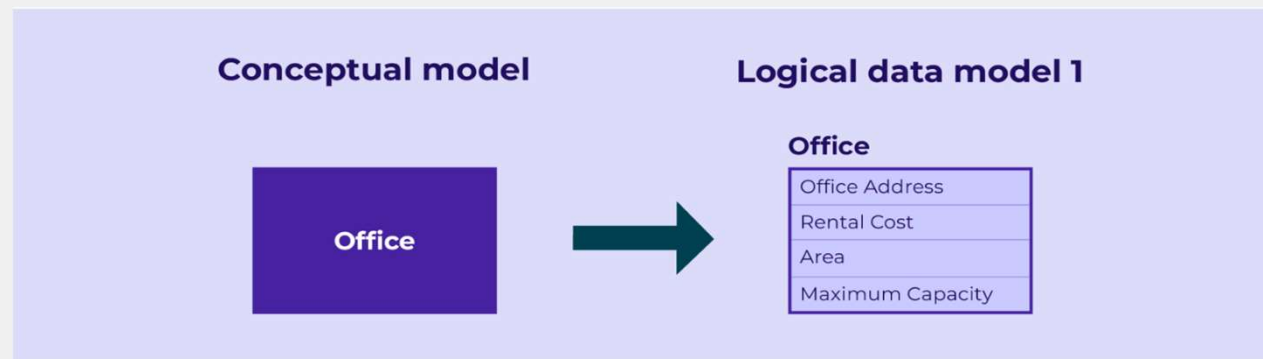 Conceptual model
Logical data model 1
Office
Office
Office Address
Rental Cost
Area
Maximum Capacity